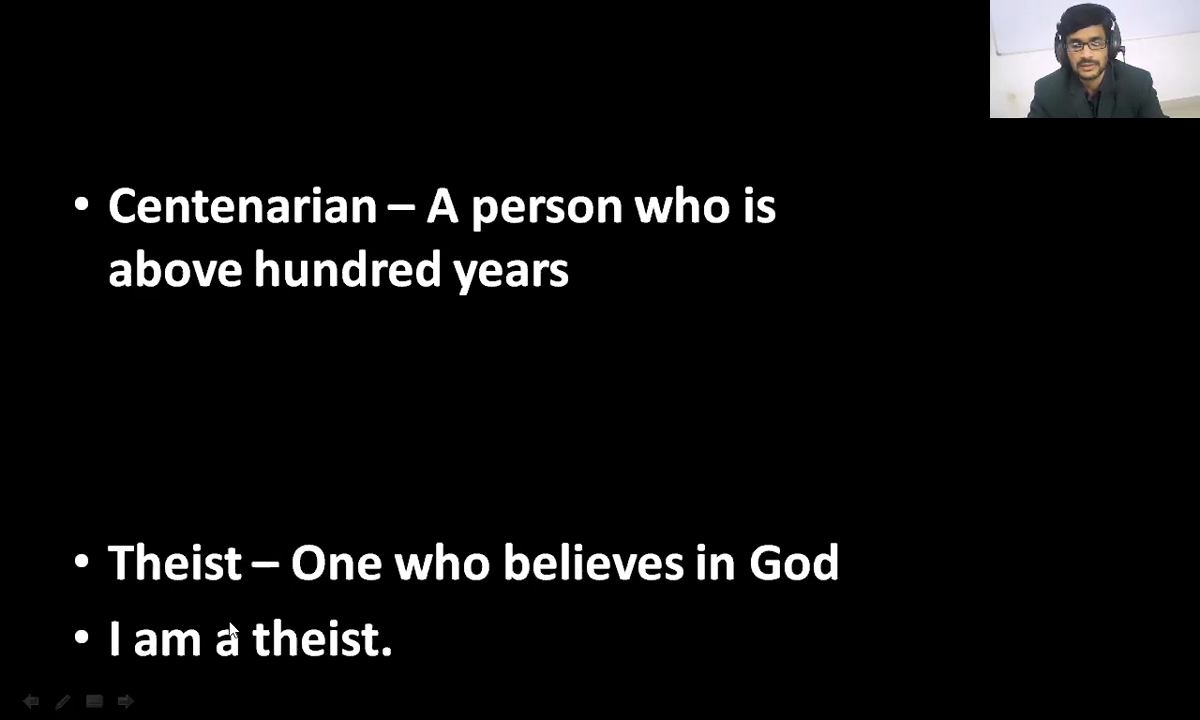 • Centenarian – A person who is
above hundred years
• Theist – One who believes in God
• I am a theist.